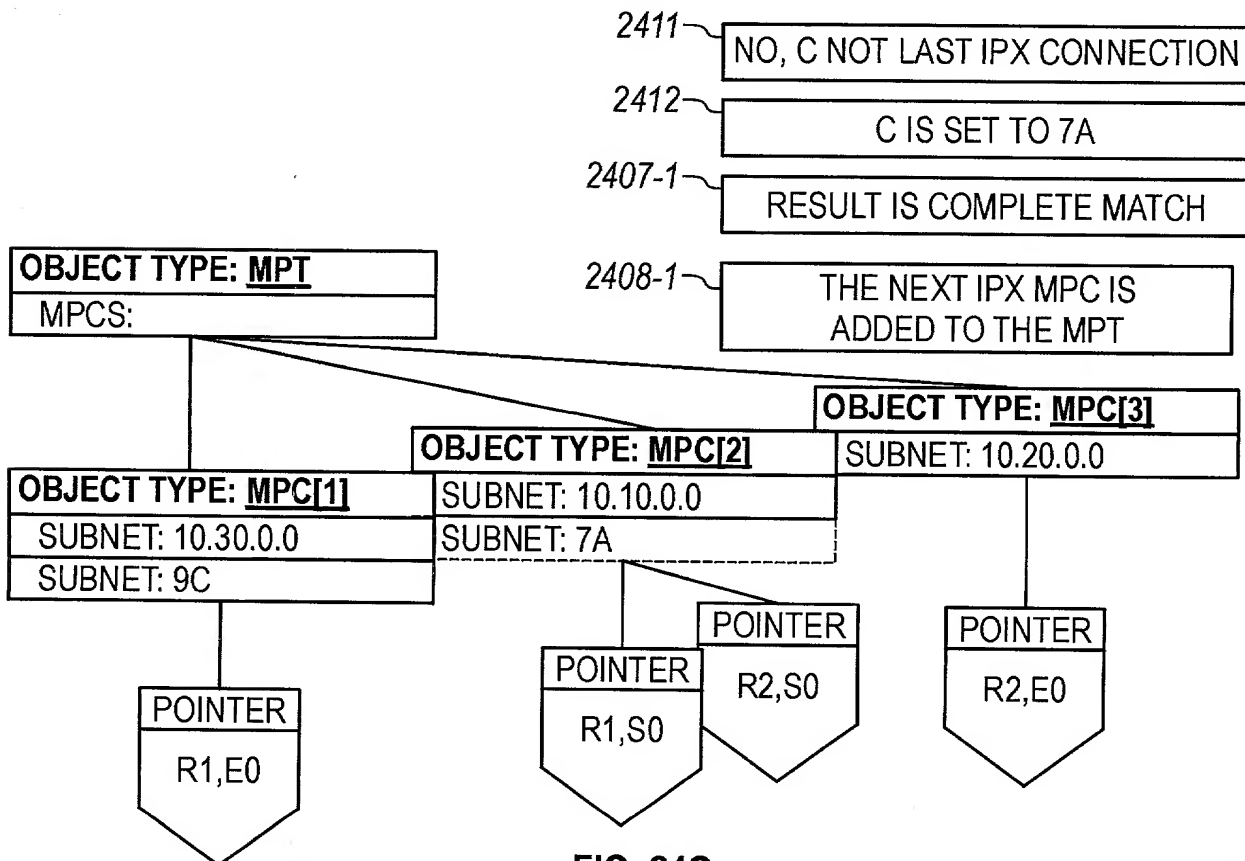 2411
NO, C NOT LAST IPX CONNECTION
2412
C IS SET TO 7A
2407-1
RESULT IS COMPLETE MATCH
2408-1
THE NEXT IPX MPC IS
ADDED TO THE MPT
OBJECT TYPE: MPT
MPCS:
OBJECT TYPE: MPC[3]
SUBNET: 10.20.0.0
OBJECT TYPE: MPC[2]
SUBNET: 10.10.0.0
SUBNET: 7A
OBJECT TYPE: MPC[1]
SUBNET: 10.30.0.0
SUBNET: 9C
POINTER
R1,E0
POINTER
R1,S0
POINTER
R2,S0
POINTER
R2,E0